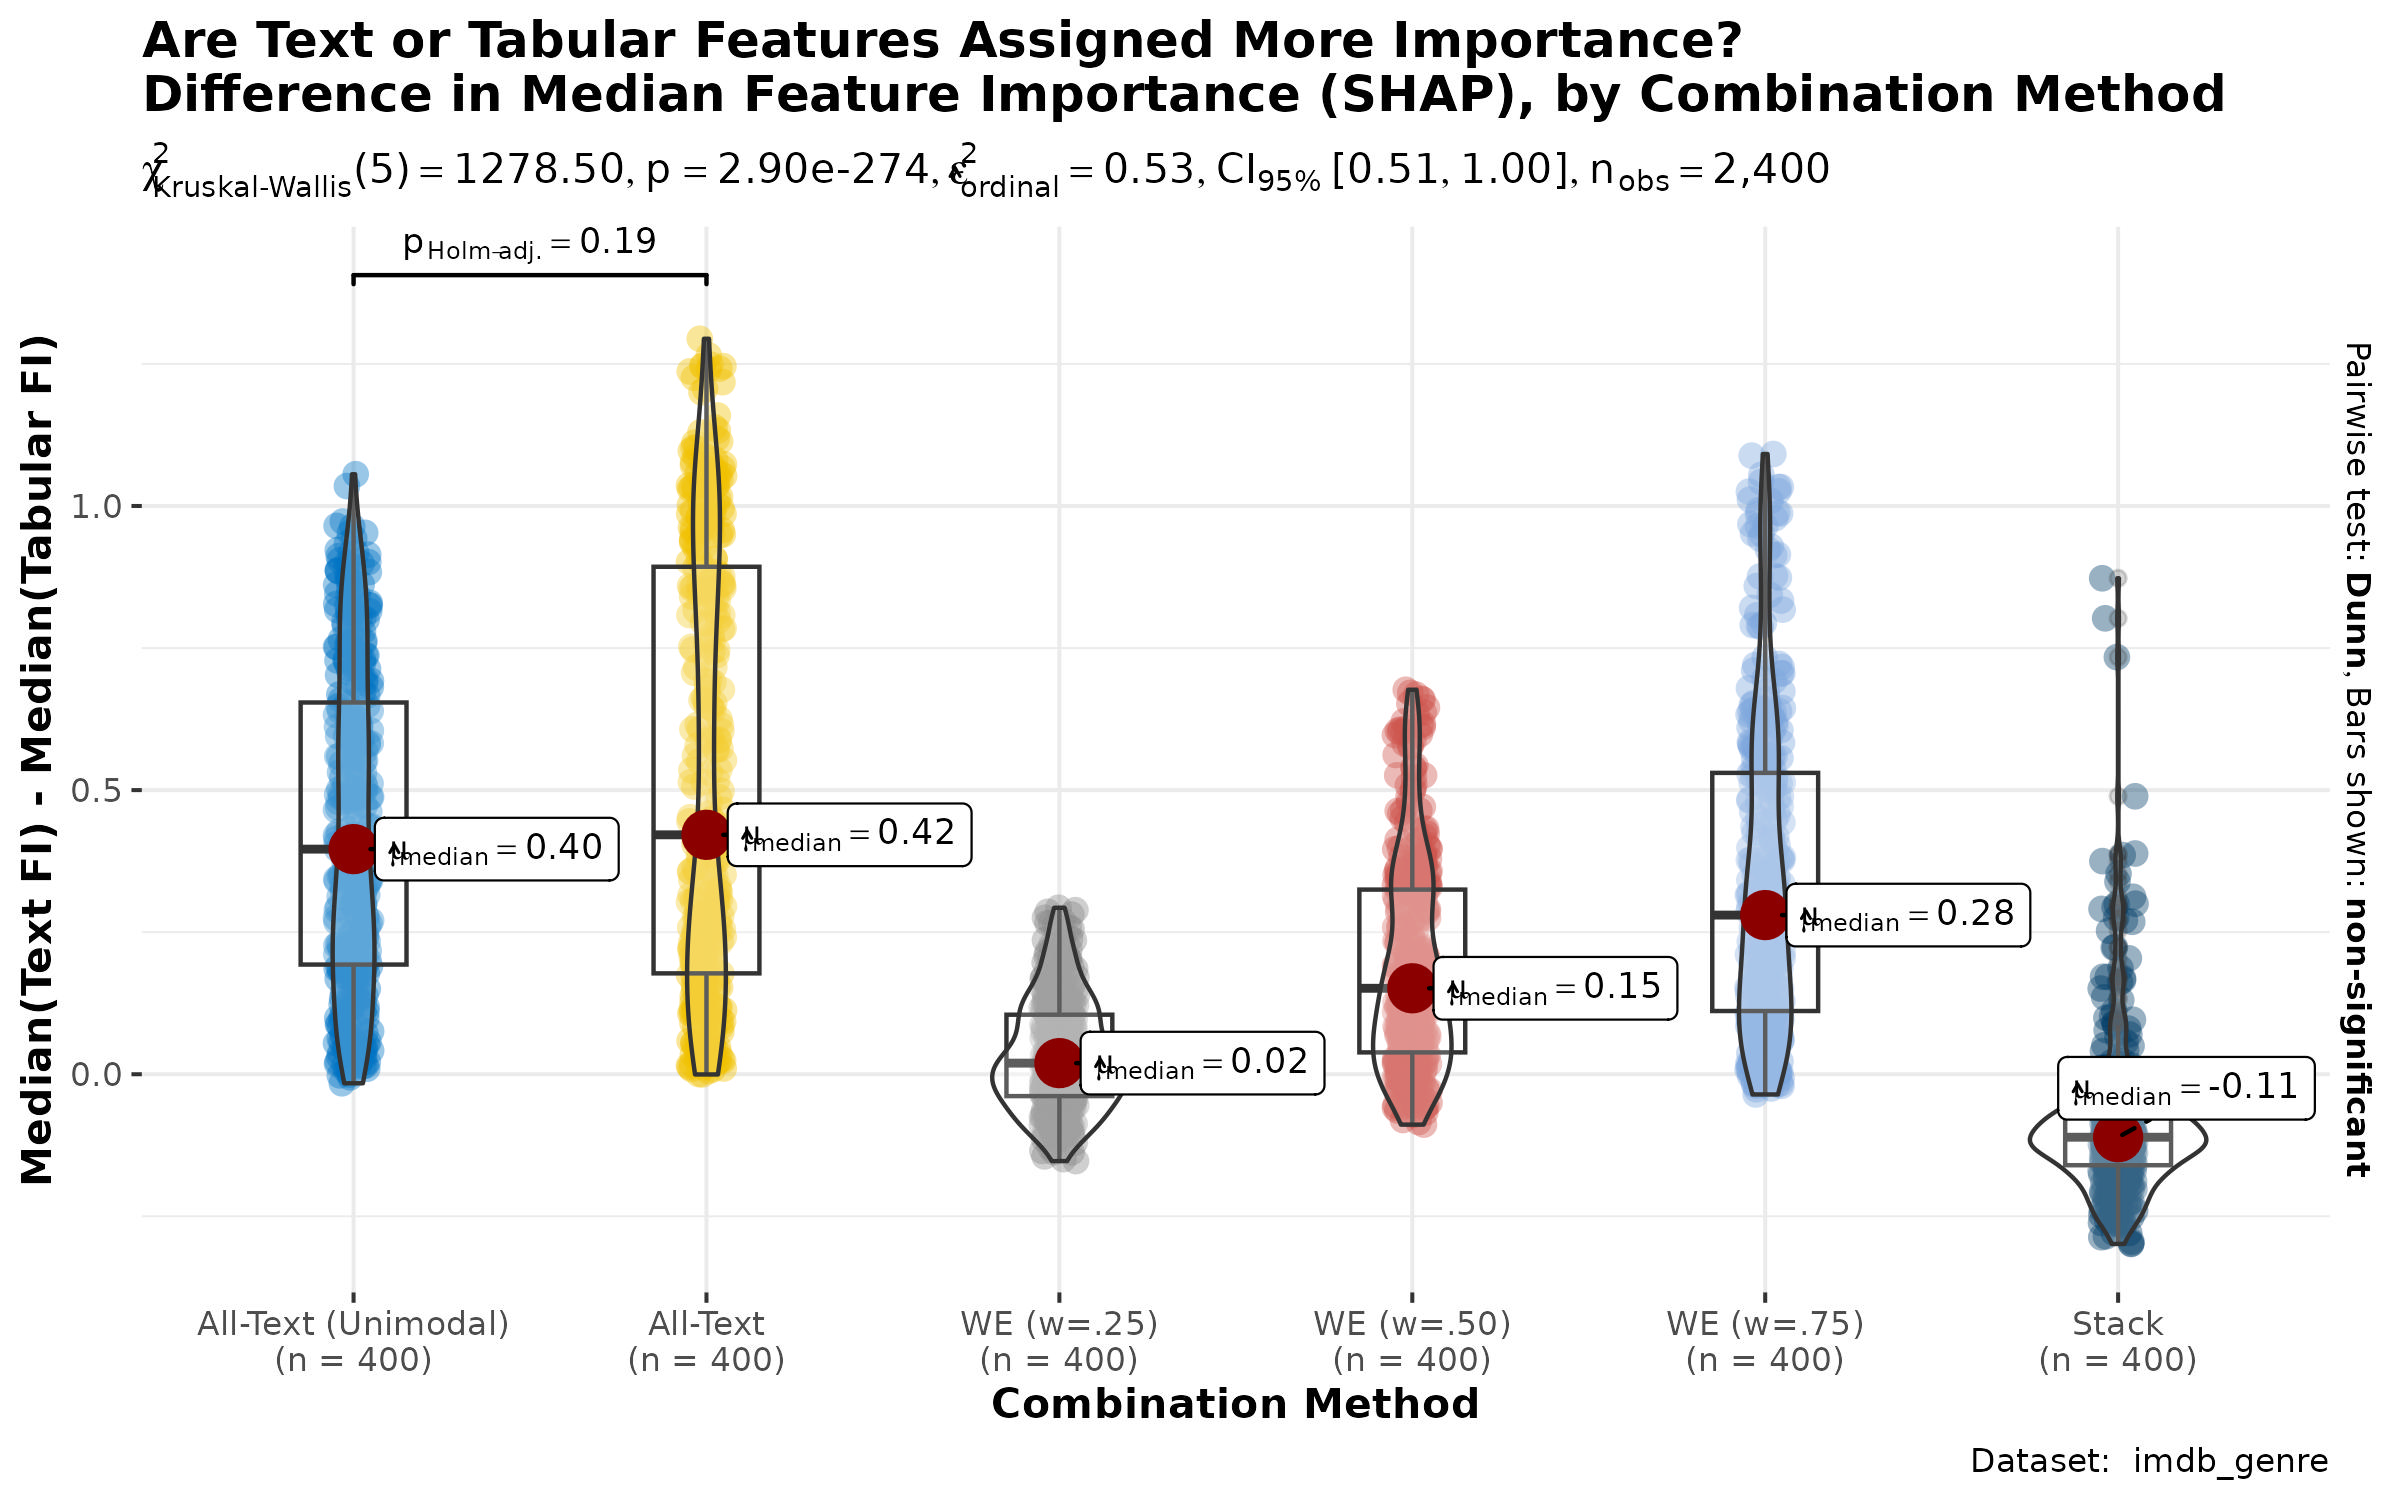 Are Text or Tabular Features Assigned More Importance?
Difference in Median Feature Importance (SHAP), by Combination Method
χ²Kruskal-Wallis(5) = 1278.50, p = 2.90e-274, ε̂²ordinal = 0.53, CI95% [0.51, 1.00], nobs = 2,400
pHolm-adj. = 0.19
Median(Text FI) - Median(Tabular FI)
1.0
0.5
0.0
μ̂median = 0.40
μ̂median = 0.42
μ̂median = 0.02
μ̂median = 0.15
μ̂median = 0.28
μ̂median = -0.11
Pairwise test: Dunn, Bars shown: non-significant
All-Text (Unimodal)
(n = 400)
All-Text
(n = 400)
WE (w=.25)
(n = 400)
WE (w=.50)
(n = 400)
WE (w=.75)
(n = 400)
Stack
(n = 400)
Combination Method
Dataset: imdb_genre